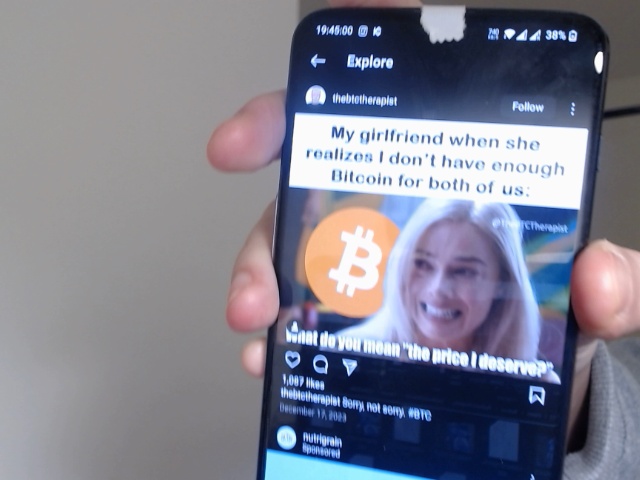 19:45:00
38%
Explore
thebtctherapist
Follow
My girlfriend when she
realizes I don't have enough
Bitcoin for both of us:
@TheBTCTherapist
What do you mean "the price I deserve?"
1,087 likes
thebtctherapist Sorry, not sorry. #BTC
December 17, 2023
nutrigrain
Sponsored